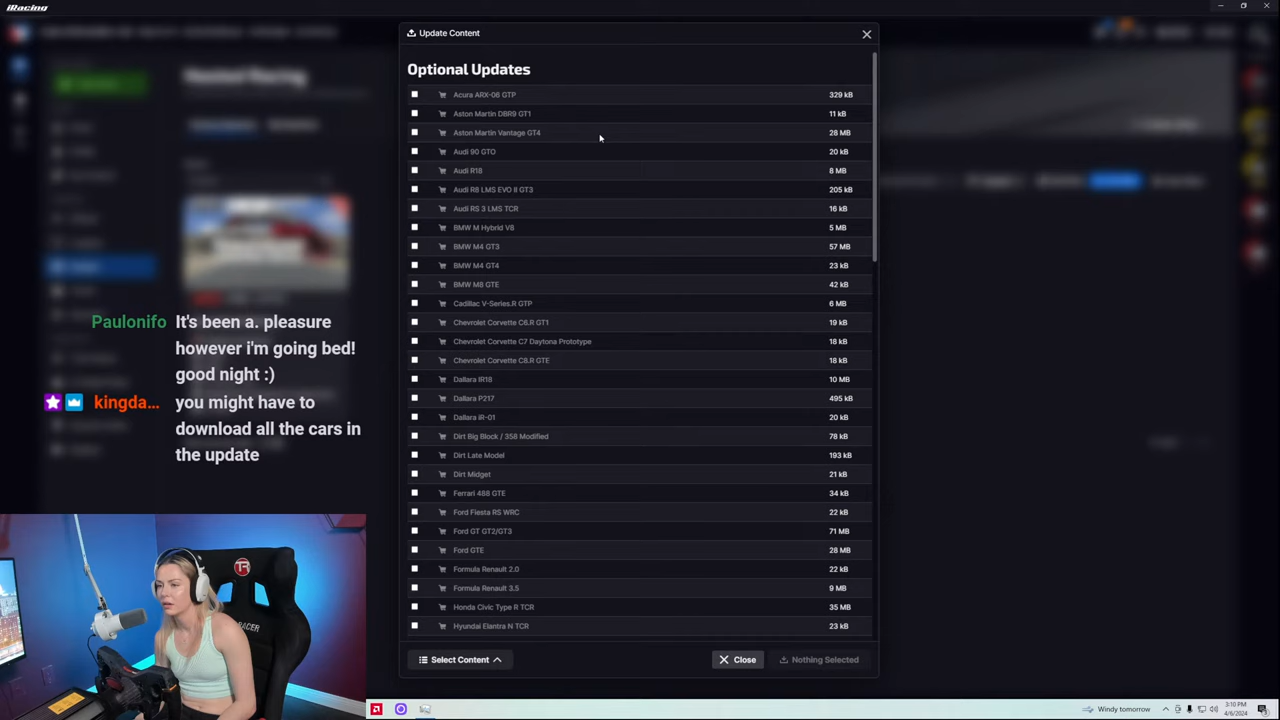 iRacing
Update Content
Optional Updates
Acura ARX-06 GTP 329 kB
Aston Martin DBR9 GT1 11 kB
Aston Martin Vantage GT4 28 MB
Audi 90 GTO 20 kB
Audi R18 8 MB
Audi R8 LMS EVO II GT3 205 kB
Audi RS 3 LMS TCR 16 kB
BMW M Hybrid V8 5 MB
BMW M4 GT3 57 MB
BMW M4 GT4 23 kB
BMW M8 GTE 42 kB
Cadillac V-Series.R GTP 6 MB
Chevrolet Corvette C6.R GT1 19 kB
Chevrolet Corvette C7 Daytona Prototype 18 kB
Chevrolet Corvette C8.R GTE 18 kB
Dallara IR18 10 MB
Dallara P217 495 kB
Dallara iR-01 20 kB
Dirt Big Block / 358 Modified 78 kB
Dirt Late Model 193 kB
Dirt Midget 21 kB
Ferrari 488 GTE 34 kB
Ford Fiesta RS WRC 22 kB
Ford GT GT2/GT3 71 MB
Ford GTE 28 MB
Formula Renault 2.0 22 kB
Formula Renault 3.5 9 MB
Honda Civic Type R TCR 35 MB
Hyundai Elantra N TCR 23 kB
Select Content
Close
Nothing Selected
Paulonifo It's been a. pleasure
however i'm going bed!
good night :)
kingda... you might have to
download all the cars in
the update
RACER
Windy tomorrow
3:10 PM
4/6/2024